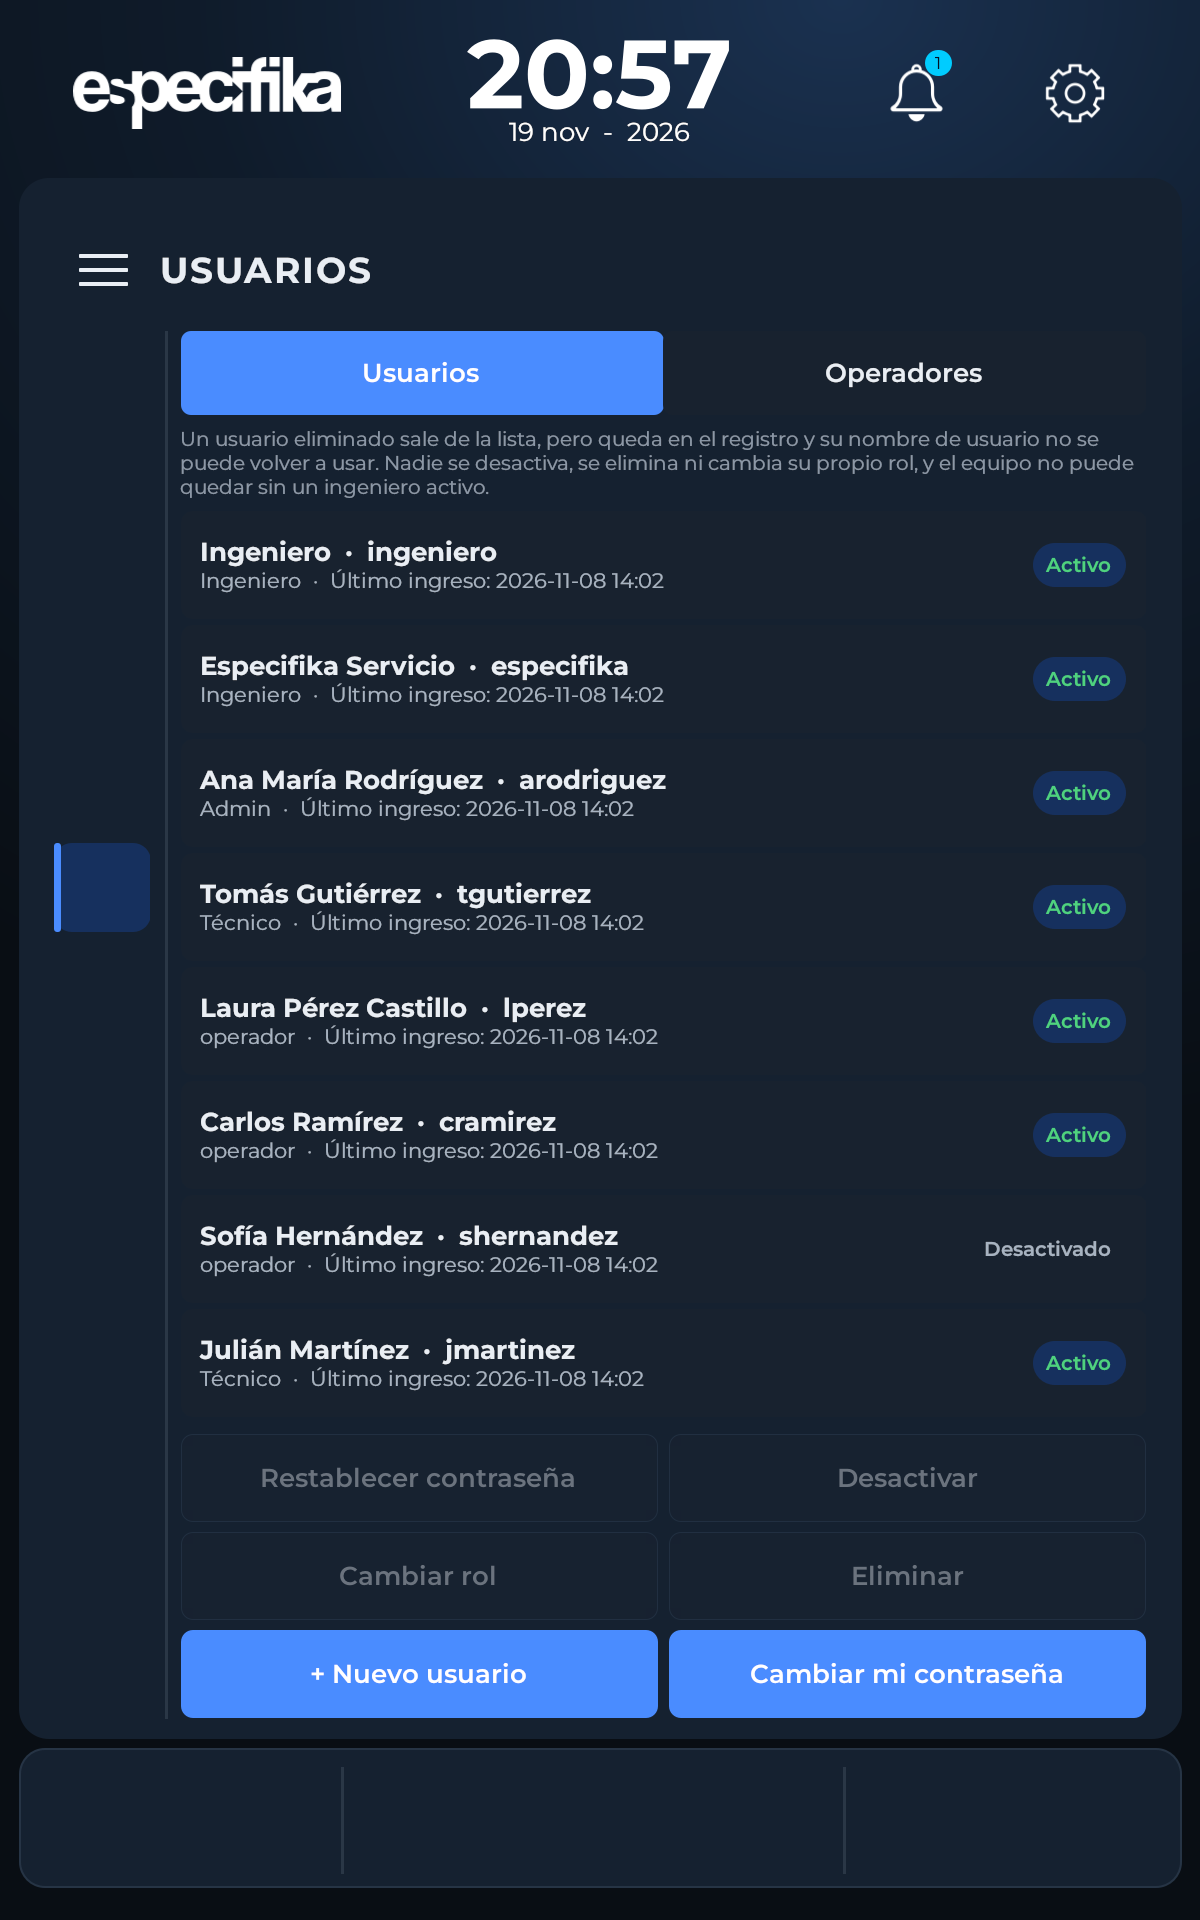 especifika
20:57
19 nov - 2026
1
USUARIOS
Usuarios
Operadores
Un usuario eliminado sale de la lista, pero queda en el registro y su nombre de usuario no se
puede volver a usar. Nadie se desactiva, se elimina ni cambia su propio rol, y el equipo no puede
quedar sin un ingeniero activo.
Ingeniero · ingeniero
Ingeniero · Último ingreso: 2026-11-08 14:02
Activo
Especifika Servicio · especifika
Ingeniero · Último ingreso: 2026-11-08 14:02
Activo
Ana María Rodríguez · arodriguez
Admin · Último ingreso: 2026-11-08 14:02
Activo
Tomás Gutiérrez · tgutierrez
Técnico · Último ingreso: 2026-11-08 14:02
Activo
Laura Pérez Castillo · lperez
operador · Último ingreso: 2026-11-08 14:02
Activo
Carlos Ramírez · cramirez
operador · Último ingreso: 2026-11-08 14:02
Activo
Sofía Hernández · shernandez
operador · Último ingreso: 2026-11-08 14:02
Desactivado
Julián Martínez · jmartinez
Técnico · Último ingreso: 2026-11-08 14:02
Activo
Restablecer contraseña
Desactivar
Cambiar rol
Eliminar
+ Nuevo usuario
Cambiar mi contraseña